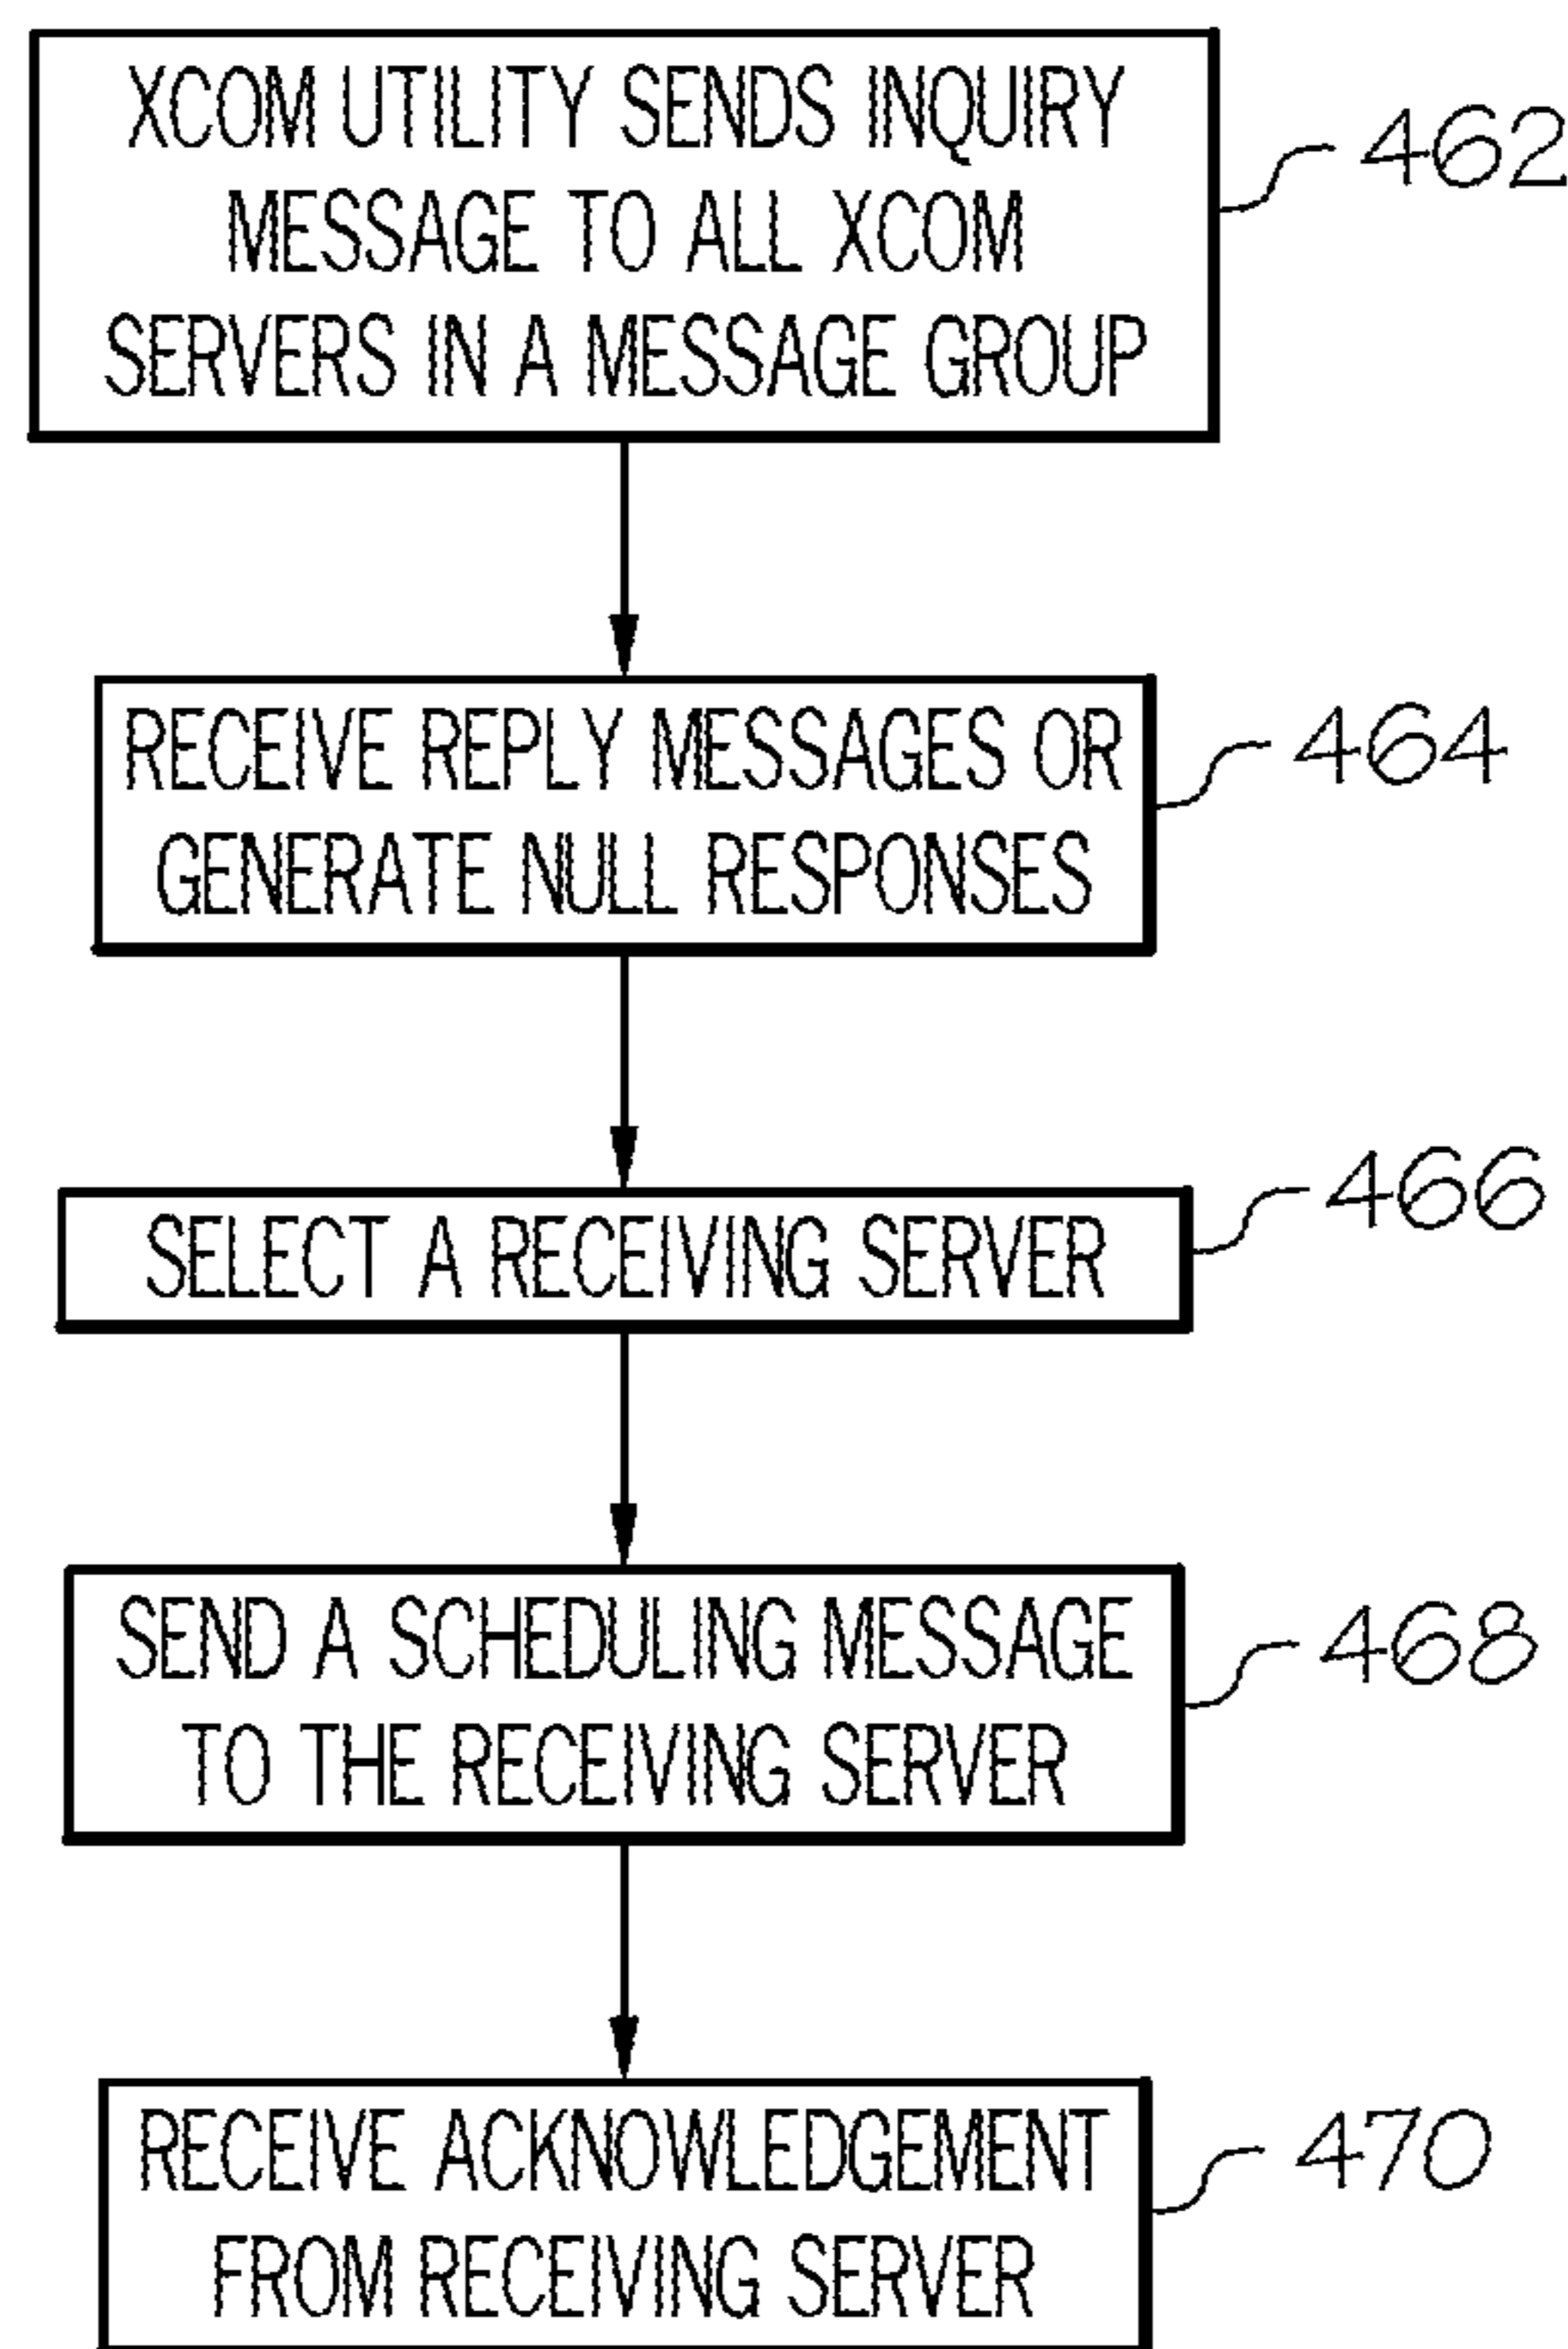 XCOM UTILITY SENDS INQUIRY
MESSAGE TO ALL XCOM
SERVERS IN A MESSAGE GROUP
462
RECEIVE REPLY MESSAGES OR
GENERATE NULL RESPONSES
464
SELECT A RECEIVING SERVER
466
SEND A SCHEDULING MESSAGE
TO THE RECEIVING SERVER
468
RECEIVE ACKNOWLEDGEMENT
FROM RECEIVING SERVER
470